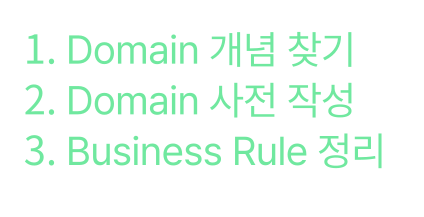 1. Domain 개념 찾기
2. Domain 사전 작성
3. Business Rule 정리